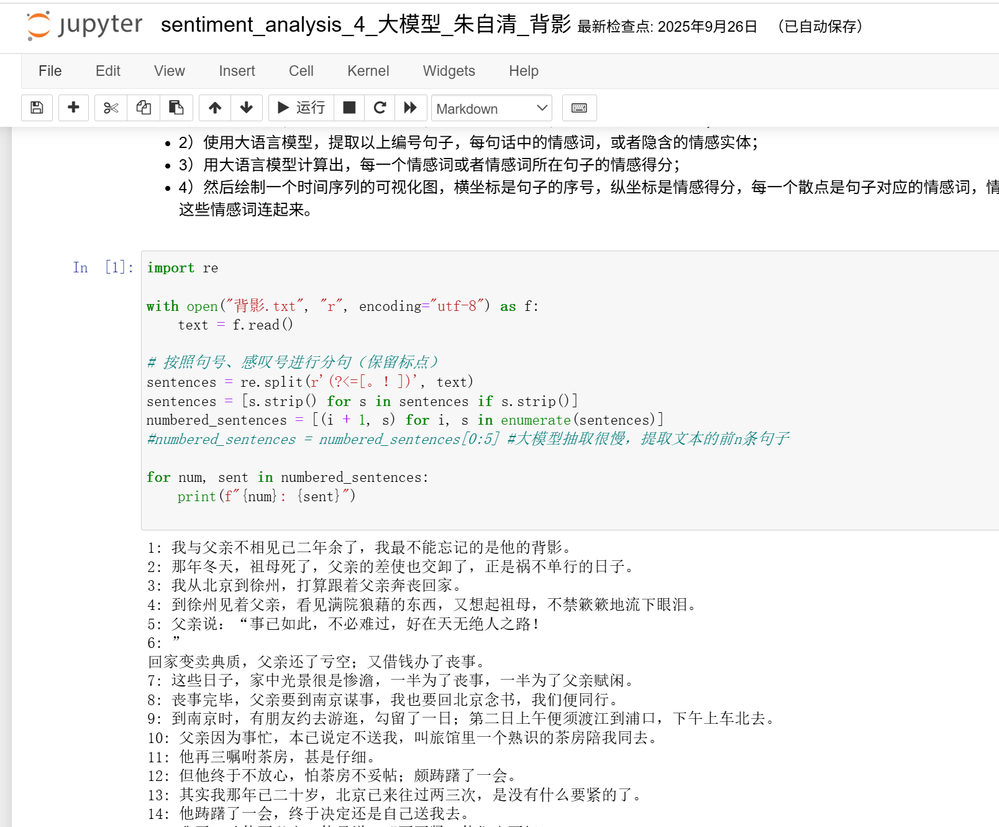 jupyter sentiment_analysis_4_大模型_朱自清_背影 最新检查点: 2025年9月26日 （已自动保存）
File Edit View Insert Cell Kernel Widgets Help
运行 Markdown
2）使用大语言模型，提取以上编号句子，每句话中的情感词，或者隐含的情感实体；
3）用大语言模型计算出，每一个情感词或者情感词所在句子的情感得分；
4）然后绘制一个时间序列的可视化图，横坐标是句子的序号，纵坐标是情感得分，每一个散点是句子对应的情感词，情
这些情感词连起来。
In [1]: import re
with open("背影.txt", "r", encoding="utf-8") as f:
    text = f.read()
# 按照句号、感叹号进行分句（保留标点）
sentences = re.split(r'(?<=[。！])', text)
sentences = [s.strip() for s in sentences if s.strip()]
numbered_sentences = [(i + 1, s) for i, s in enumerate(sentences)]
#numbered_sentences = numbered_sentences[0:5] #大模型抽取很慢，提取文本的前n条句子
for num, sent in numbered_sentences:
    print(f"{num}: {sent}")
1: 我与父亲不相见已二年余了，我最不能忘记的是他的背影。
2: 那年冬天，祖母死了，父亲的差使也交卸了，正是祸不单行的日子。
3: 我从北京到徐州，打算跟着父亲奔丧回家。
4: 到徐州见着父亲，看见满院狼藉的东西，又想起祖母，不禁簌簌地流下眼泪。
5: 父亲说：“事已如此，不必难过，好在天无绝人之路！
6: ”
回家变卖典质，父亲还了亏空；又借钱办了丧事。
7: 这些日子，家中光景很是惨澹，一半为了丧事，一半为了父亲赋闲。
8: 丧事完毕，父亲要到南京谋事，我也要回北京念书，我们便同行。
9: 到南京时，有朋友约去游逛，勾留了一日；第二日上午便须渡江到浦口，下午上车北去。
10: 父亲因为事忙，本已说定不送我，叫旅馆里一个熟识的茶房陪我同去。
11: 他再三嘱咐茶房，甚是仔细。
12: 但他终于不放心，怕茶房不妥帖；颇踌躇了一会。
13: 其实我那年已二十岁，北京已来往过两三次，是没有什么要紧的了。
14: 他踌躇了一会，终于决定还是自己送我去。